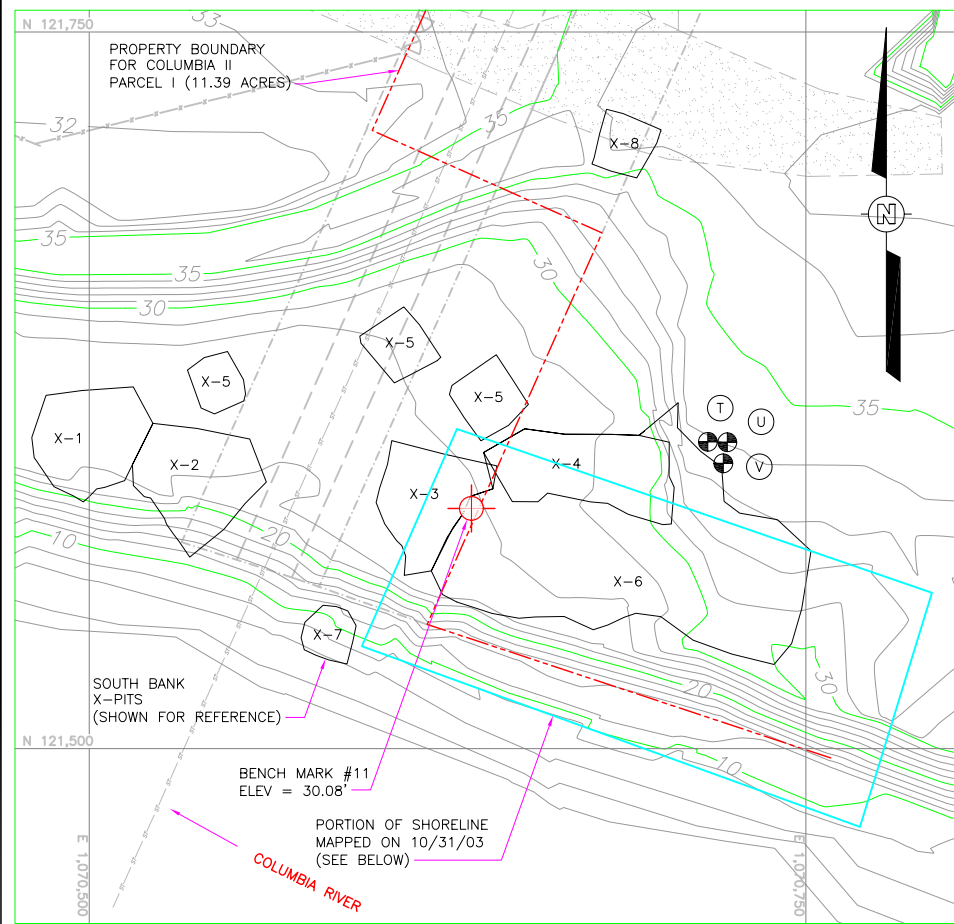 33
N 121,750
PROPERTY BOUNDARY
FOR COLUMBIA II
PARCEL I (11.39 ACRES)
32
35
X-8
N
35
30
35
30
X-5
X-5
X-5
T
U
35
X-1
X-4
X-2
V
X-3
20
10
X-6
X-7
SOUTH BANK
X-PITS
(SHOWN FOR REFERENCE)
20
30
N 121,500
10
BENCH MARK #11
ELEV = 30.08'
PORTION OF SHORELINE
MAPPED ON 10/31/03
(SEE BELOW)
COLUMBIA RIVER
E 1,070,500
E 1,070,750